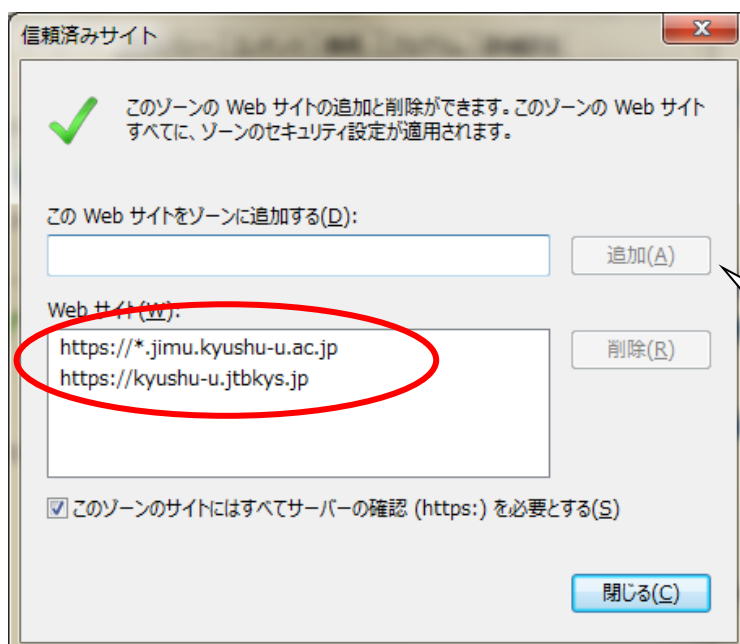 信頼済みサイト
このゾーンの Web サイトの追加と削除ができます。このゾーンの Web サイト
すべてに、ゾーンのセキュリティ設定が適用されます。
この Web サイトをゾーンに追加する(D):
追加(A)
Web サイト(W):
https://*.jimu.kyushu-u.ac.jp
https://kyushu-u.jtbkys.jp
削除(R)
このゾーンのサイトにはすべてサーバーの確認 (https:) を必要とする(S)
閉じる(C)